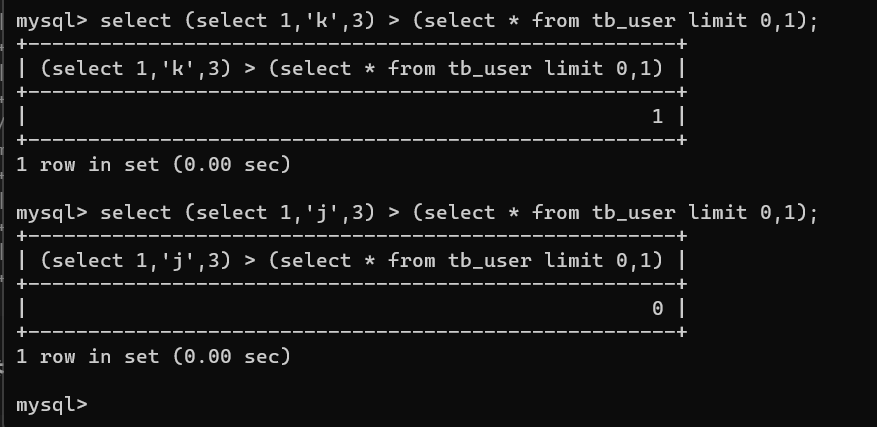 mysql> select (select 1,'k',3) > (select * from tb_user limit 0,1);
+-------------------------------------------------------+
| (select 1,'k',3) > (select * from tb_user limit 0,1) |
+-------------------------------------------------------+
| 1 |
+-------------------------------------------------------+
1 row in set (0.00 sec)
mysql> select (select 1,'j',3) > (select * from tb_user limit 0,1);
+-------------------------------------------------------+
| (select 1,'j',3) > (select * from tb_user limit 0,1) |
+-------------------------------------------------------+
| 0 |
+-------------------------------------------------------+
1 row in set (0.00 sec)
mysql>